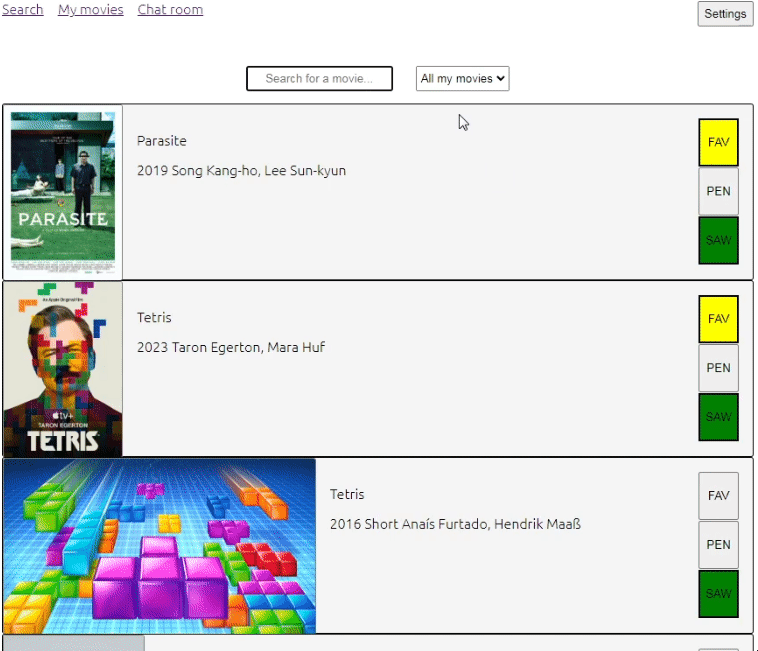 Search My movies Chat room Settings
Search for a movie... All my movies
PARASITE
Parasite
2019 Song Kang-ho, Lee Sun-kyun
FAV
PEN
SAW
An Apple Original Film
tv+
TARON EGERTON
TETRIS
Tetris
2023 Taron Egerton, Mara Huf
FAV
PEN
SAW
Tetris
2016 Short Anaís Furtado, Hendrik Maaß
FAV
PEN
SAW